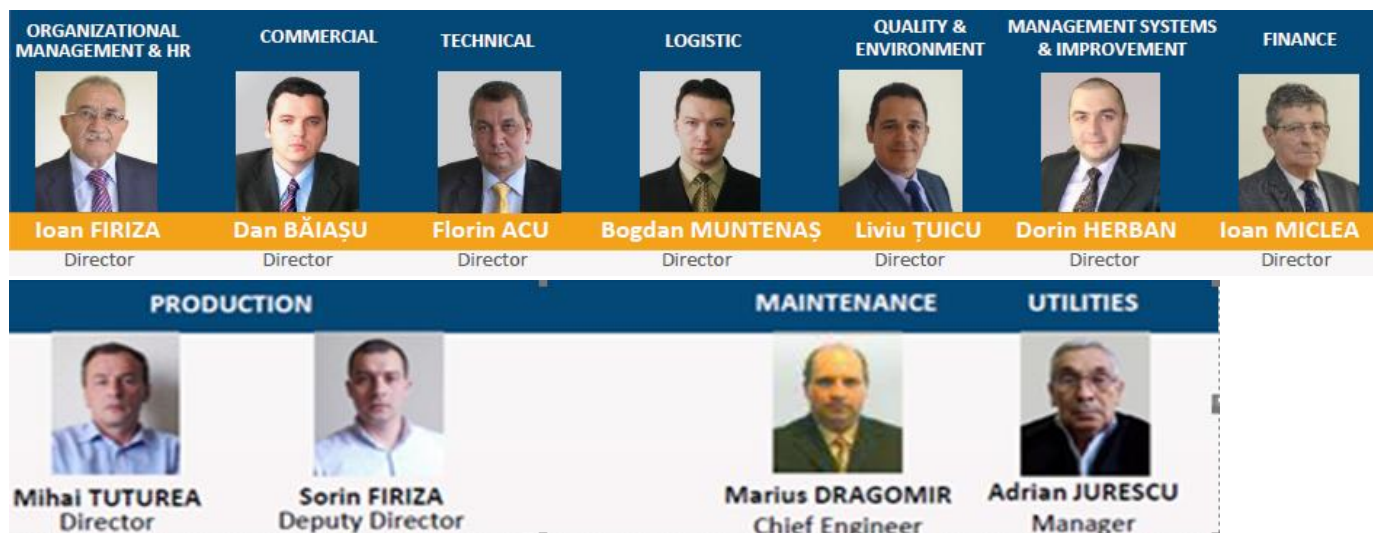 ORGANIZATIONAL
MANAGEMENT & HR
COMMERCIAL
TECHNICAL
LOGISTIC
QUALITY &
ENVIRONMENT
MANAGEMENT SYSTEMS
& IMPROVEMENT
FINANCE
Ioan FIRIZA
Dan BĂIAȘU
Florin ACU
Bogdan MUNTENAȘ
Liviu ȚUICU
Dorin HERBAN
Ioan MICLEA
Director
Director
Director
Director
Director
Director
Director
PRODUCTION
MAINTENANCE
UTILITIES
Mihai TUTUREA
Director
Sorin FIRIZA
Deputy Director
Marius DRAGOMIR
Chief Engineer
Adrian JURESCU
Manager